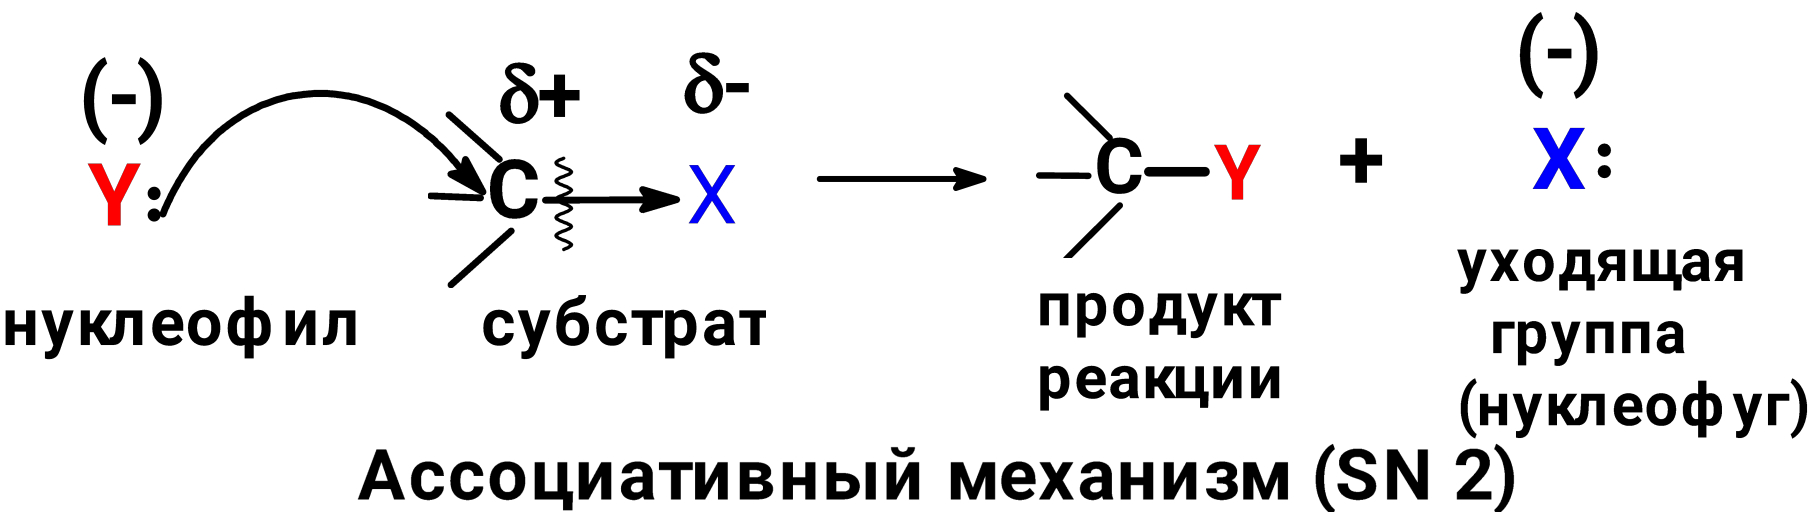 (-) δ+ δ- (-)
Y: C X C—Y + X:
нуклеофил субстрат продукт реакции уходящая группа (нуклеофуг)
Ассоциативный механизм (SN 2)